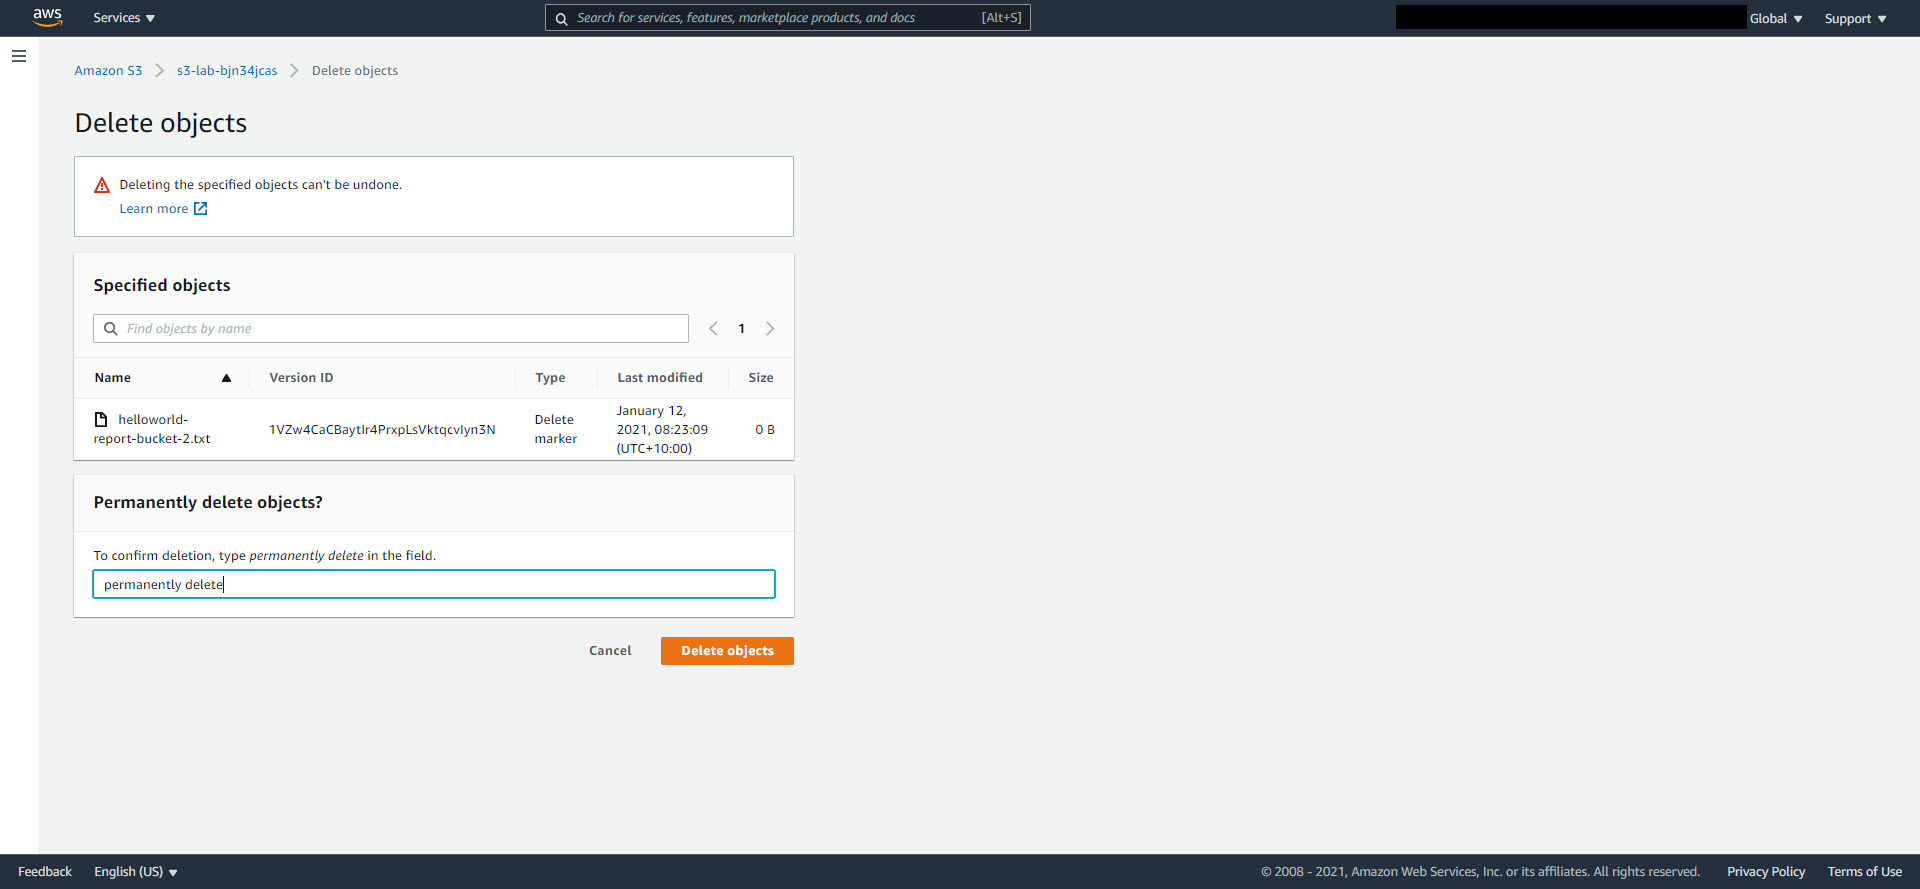 aws
Services
Search for services, features, marketplace products, and docs [Alt+S]
Global
Support
Amazon S3
s3-lab-bjn34jcas
Delete objects
Delete objects
Deleting the specified objects can't be undone.
Learn more
Specified objects
Find objects by name
1
Name
Version ID
Type
Last modified
Size
helloworld-
report-bucket-2.txt
1VZw4CaCBaytIr4PrxpLsVktqcvIyn3N
Delete
marker
January 12,
2021, 08:23:09
(UTC+10:00)
0 B
Permanently delete objects?
To confirm deletion, type permanently delete in the field.
permanently delete
Cancel
Delete objects
Feedback
English (US)
© 2008 - 2021, Amazon Web Services, Inc. or its affiliates. All rights reserved.
Privacy Policy
Terms of Use